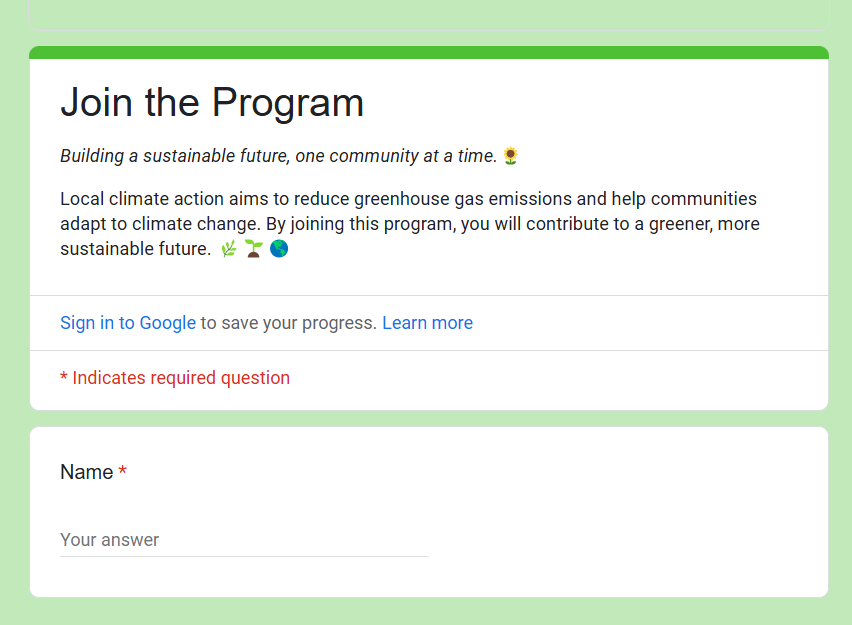 Join the Program
Building a sustainable future, one community at a time. 🌻
Local climate action aims to reduce greenhouse gas emissions and help communities
adapt to climate change. By joining this program, you will contribute to a greener, more
sustainable future. 🌿 🌱 🌎
Sign in to Google to save your progress. Learn more
* Indicates required question
Name *
Your answer